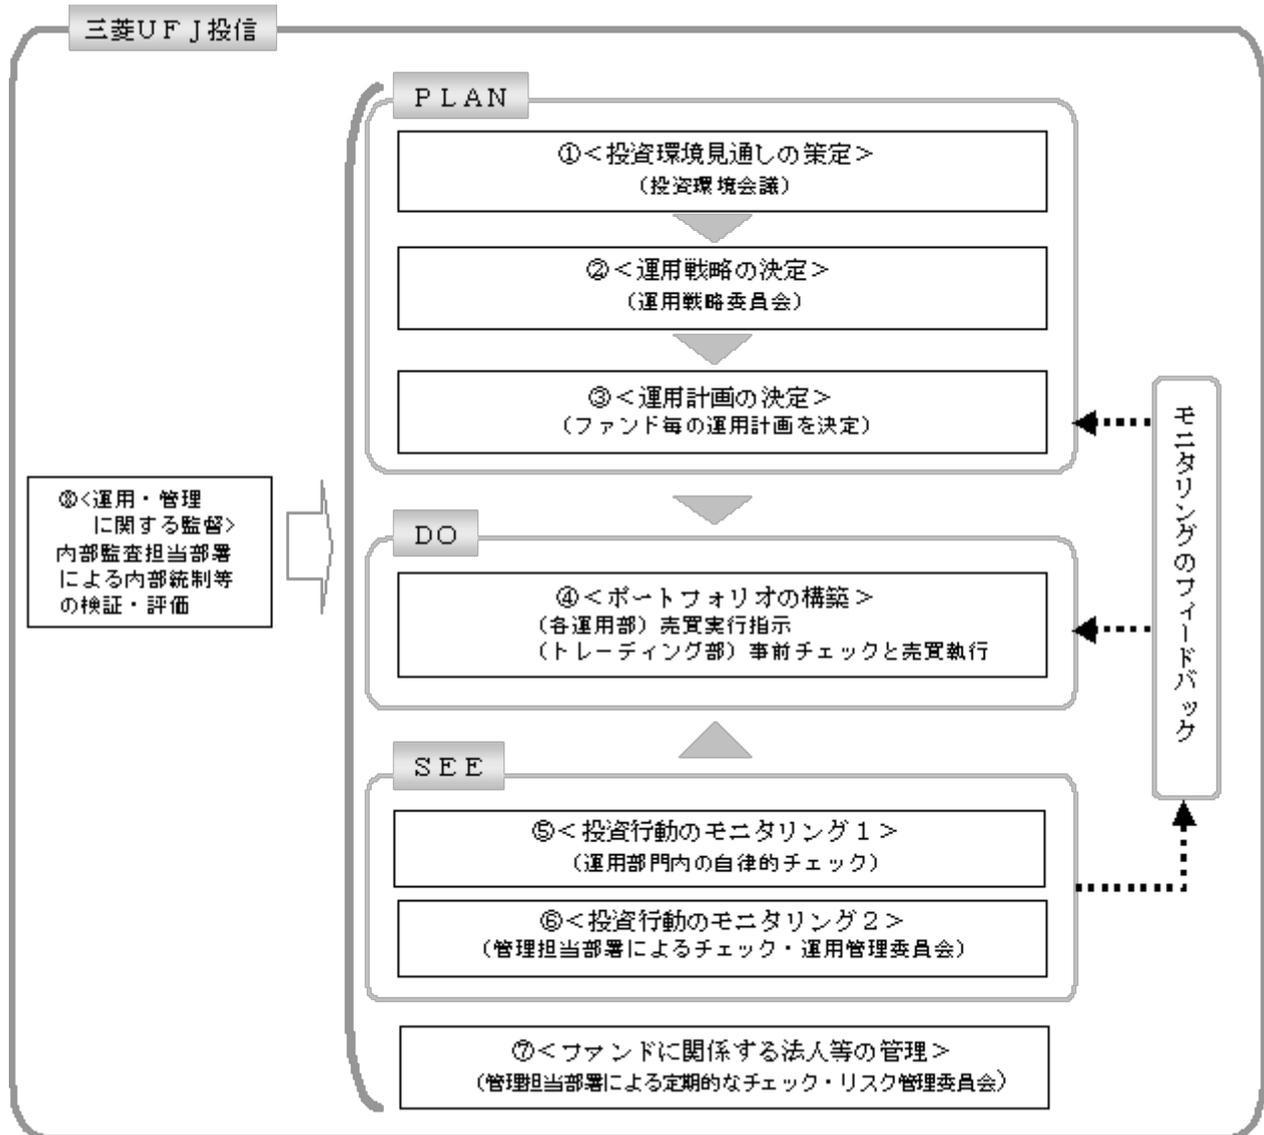 三菱ＵＦＪ投信
ＰＬＡＮ
①＜投資環境見通しの策定＞
（投資環境会議）
②＜運用戦略の決定＞
（運用戦略委員会）
③＜運用計画の決定＞
（ファンド毎の運用計画を決定）
⑧<運用・管理
に関する監督>
内部監査担当部署
による内部統制等
の検証・評価
ＤＯ
④＜ポートフォリオの構築＞
（各運用部）売買実行指示
（トレーディング部）事前チェックと売買執行
モニタリングのフィードバック
ＳＥＥ
⑤＜投資行動のモニタリング１＞
（運用部門内の自律的チェック）
⑥＜投資行動のモニタリング２＞
（管理担当部署によるチェック・運用管理委員会）
⑦＜ファンドに関係する法人等の管理＞
（管理担当部署による定期的なチェック・リスク管理委員会）